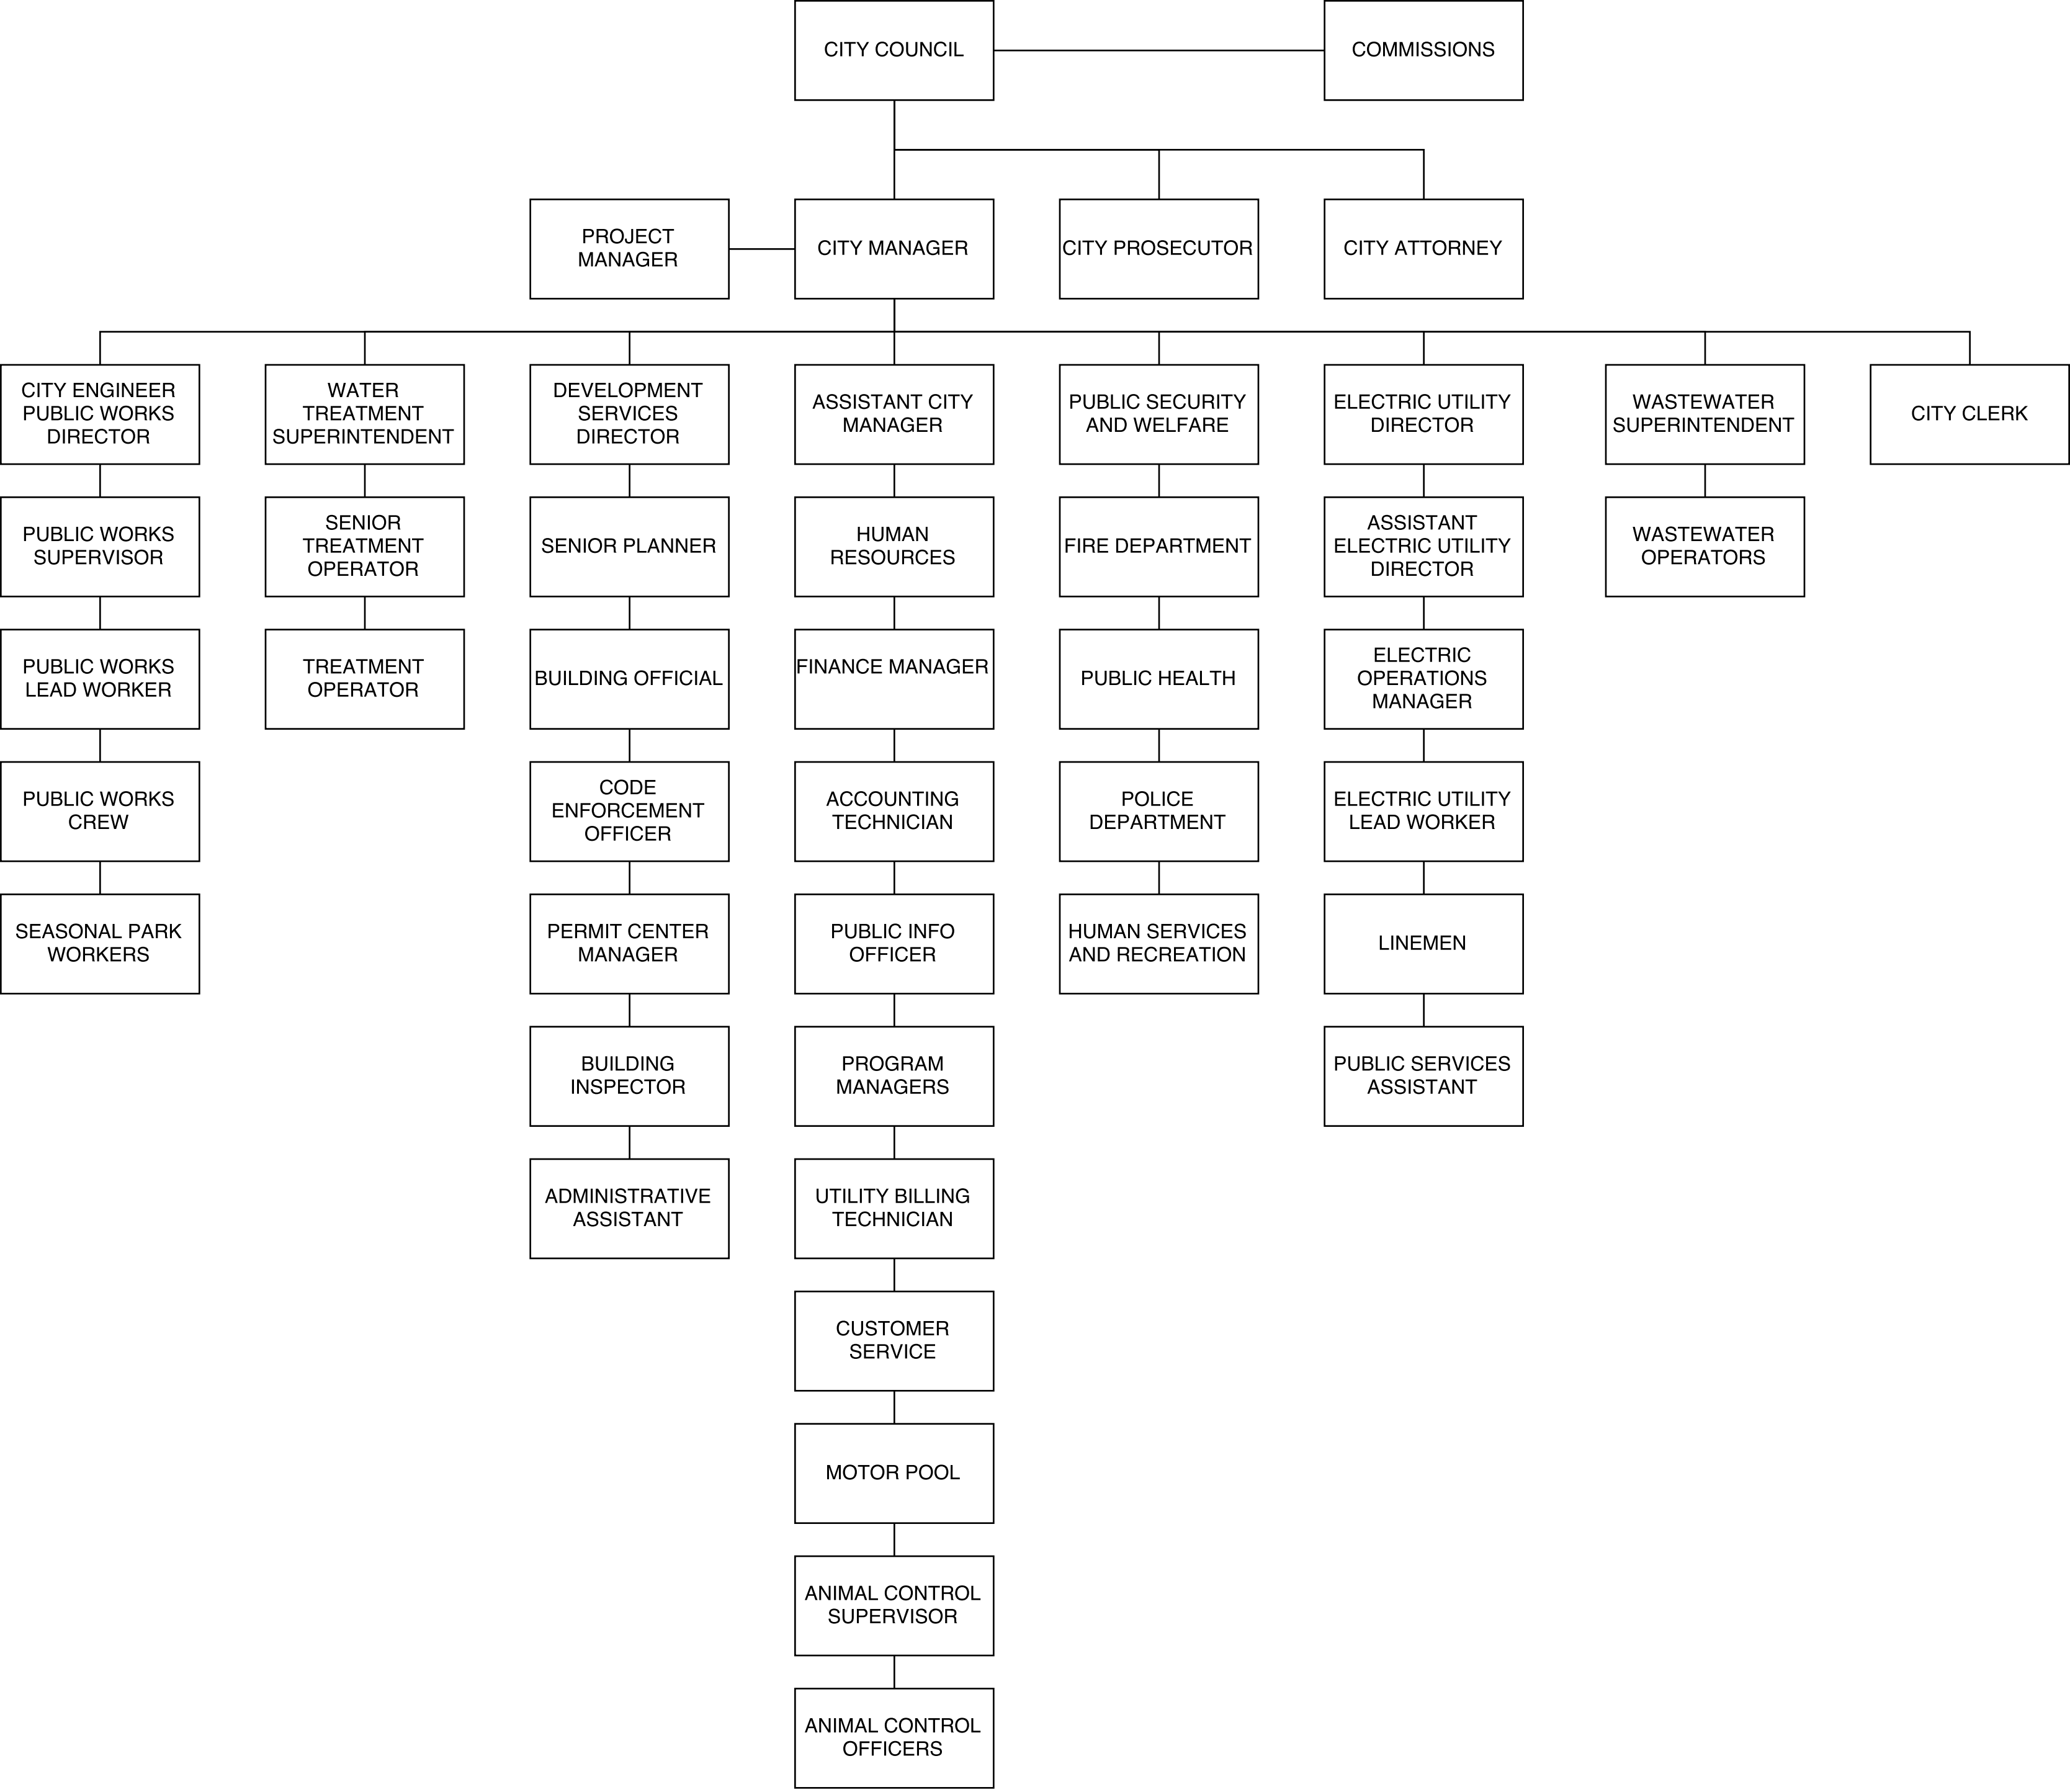 CITY COUNCIL
COMMISSIONS
PROJECT
MANAGER
CITY MANAGER
CITY PROSECUTOR
CITY ATTORNEY
CITY ENGINEER
PUBLIC WORKS
DIRECTOR
WATER
TREATMENT
SUPERINTENDENT
DEVELOPMENT
SERVICES
DIRECTOR
ASSISTANT CITY
MANAGER
PUBLIC SECURITY
AND WELFARE
ELECTRIC UTILITY
DIRECTOR
WASTEWATER
SUPERINTENDENT
CITY CLERK
PUBLIC WORKS
SUPERVISOR
SENIOR
TREATMENT
OPERATOR
SENIOR PLANNER
HUMAN
RESOURCES
FIRE DEPARTMENT
ASSISTANT
ELECTRIC UTILITY
DIRECTOR
WASTEWATER
OPERATORS
PUBLIC WORKS
LEAD WORKER
TREATMENT
OPERATOR
BUILDING OFFICIAL
FINANCE MANAGER
PUBLIC HEALTH
ELECTRIC
OPERATIONS
MANAGER
PUBLIC WORKS
CREW
CODE
ENFORCEMENT
OFFICER
ACCOUNTING
TECHNICIAN
POLICE
DEPARTMENT
ELECTRIC UTILITY
LEAD WORKER
SEASONAL PARK
WORKERS
PERMIT CENTER
MANAGER
PUBLIC INFO
OFFICER
HUMAN SERVICES
AND RECREATION
LINEMEN
BUILDING
INSPECTOR
PROGRAM
MANAGERS
PUBLIC SERVICES
ASSISTANT
ADMINISTRATIVE
ASSISTANT
UTILITY BILLING
TECHNICIAN
CUSTOMER
SERVICE
MOTOR POOL
ANIMAL CONTROL
SUPERVISOR
ANIMAL CONTROL
OFFICERS